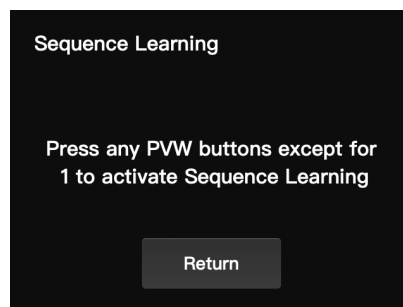 Sequence Learning
Press any PVW buttons except for
1 to activate Sequence Learning
Return